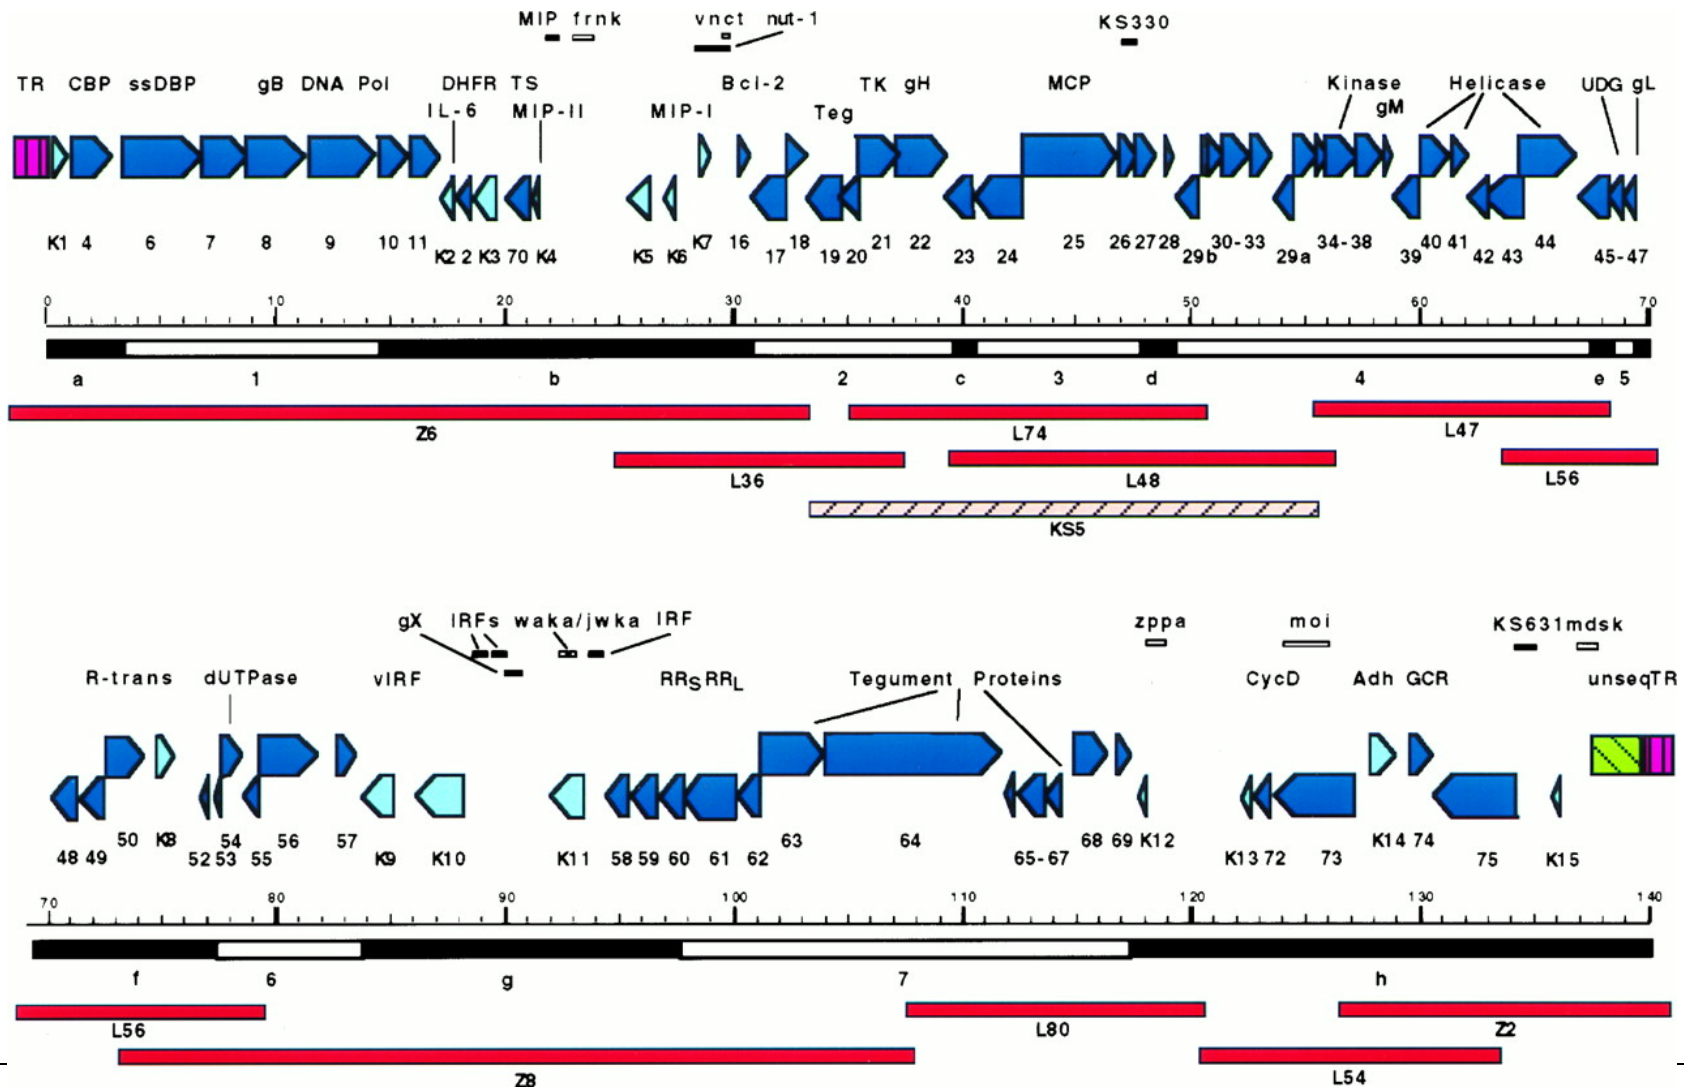 MIP frnk vnct nut-1 KS330
TR CBP ssDBP gB DNA Pol DHFR TS Bcl-2 TK gH MCP Kinase Helicase UDG gL
IL-6 MIP-II MIP-I Teg gM
K1 4 6 7 8 9 10 11 K7 16 18 21 22 25 26 27 28 30-33 34-38 40 41 44
K2 2 K3 70 K4 K5 K6 17 19 20 23 24 29b 29a 39 42 43 45-47
0 10 20 30 40 50 60 70
a 1 b 2 c 3 d 4 e 5
Z6 L74 L47
L36 L48 L56
KS5
gX IRFs waka/jwka IRF zppa moi KS631 mdsk
R-trans dUTPase vIRF RRS RRL Tegument Proteins CycD Adh GCR unseq TR
50 K8 54 56 57 63 64 68 69 K12 K14 74
48 49 52 53 55 K9 K10 K11 58 59 60 61 62 65-67 K13 72 73 75 K15
70 80 90 100 110 120 130 140
f 6 g 7 h
L56 L80 Z2
Z8 L54